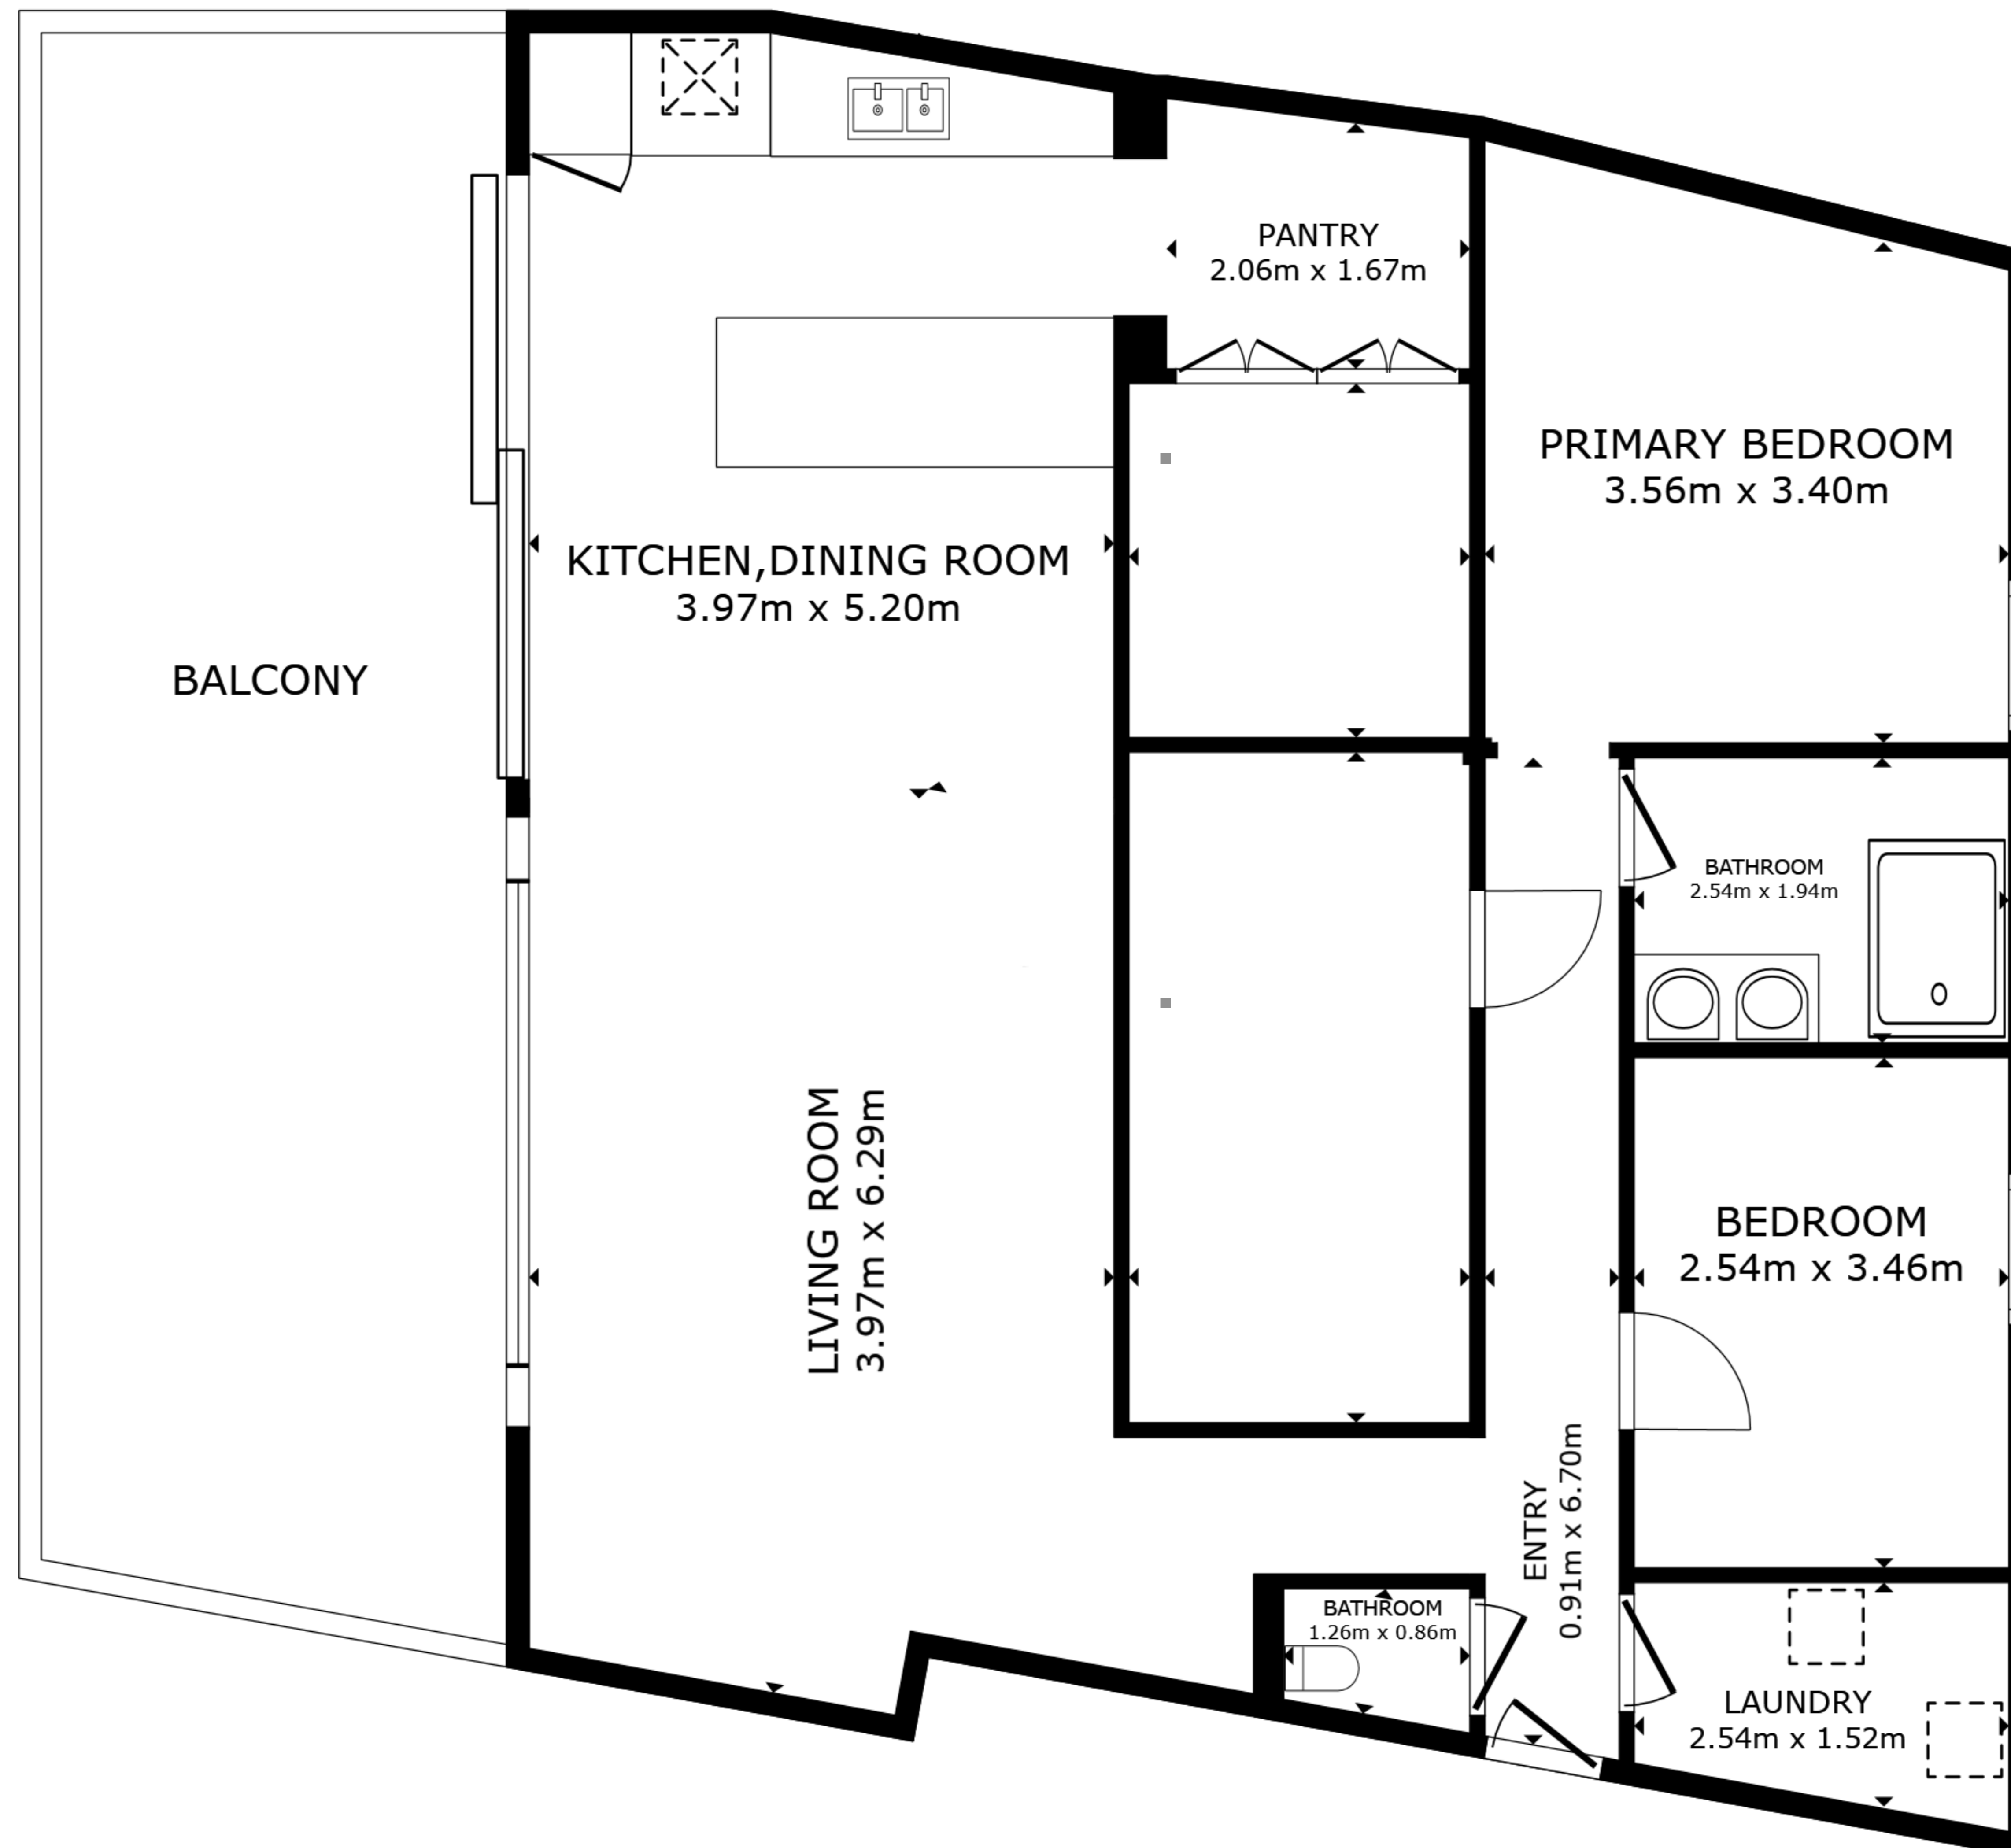 PANTRY
2.06m x 1.67m
PRIMARY BEDROOM
3.56m x 3.40m
KITCHEN,DINING ROOM
3.97m x 5.20m
BALCONY
BATHROOM
2.54m x 1.94m
LIVING ROOM
3.97m x 6.29m
BEDROOM
2.54m x 3.46m
ENTRY
0.91m x 6.70m
BATHROOM
1.26m x 0.86m
LAUNDRY
2.54m x 1.52m